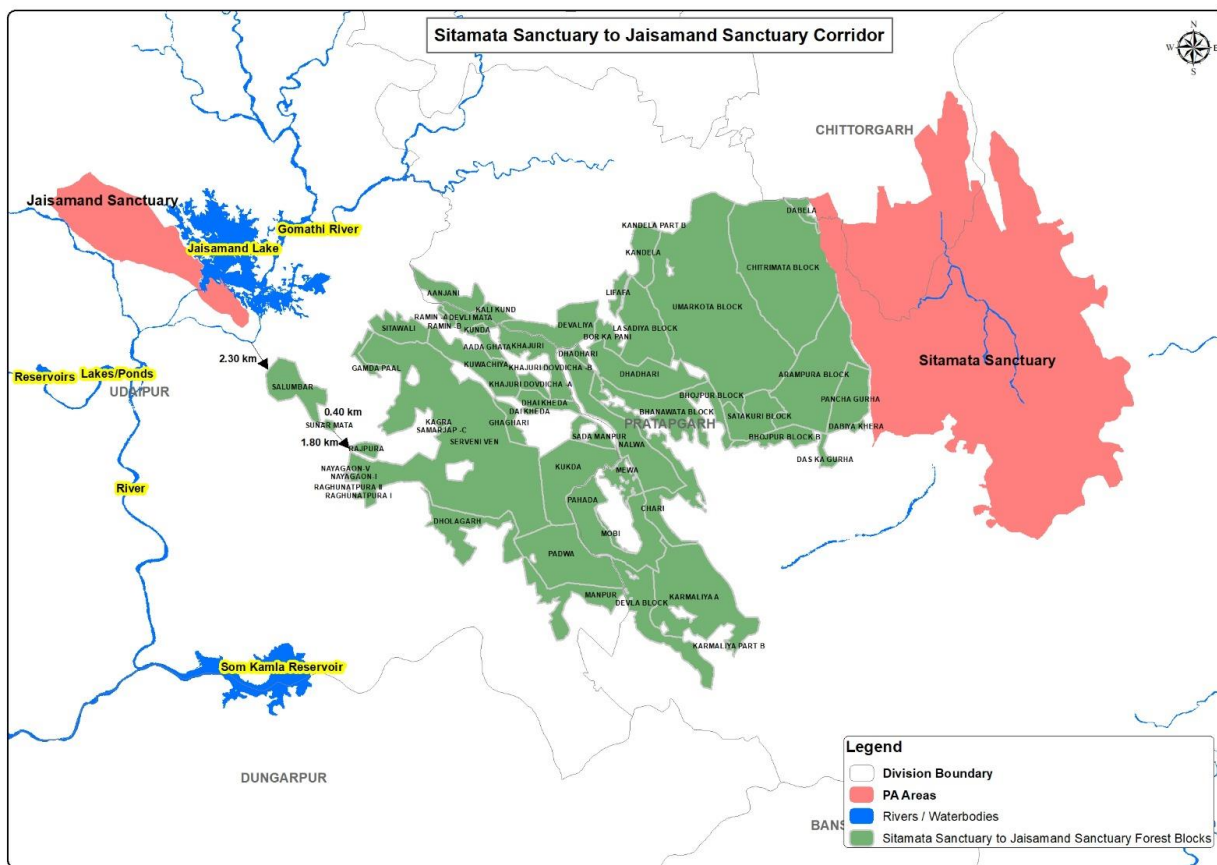 Sitamata Sanctuary to Jaisamand Sanctuary Corridor
N
W
E
S
CHITTORGARH
Jaisamand Sanctuary
Gomathi River
Jaisamand Lake
DABELA
KANDELA PART B
KANDELA
CHITRIMATA BLOCK
AANJANI
LIFAFA
UMARKOTA BLOCK
KALI KUND
RAMIN -A
DEVLI MATA
SITAWALI
RAMIN -B
KUNDA
DEVALIYA
LASADIYA BLOCK
BOR KA PANI
2.30 km
AADA GHATA
KHAJURI
DHADHARI
Sitamata Sanctuary
GAMDA PAAL
KUWACHIYA
KHAJURI DOVDICHA -B
DHADHARI
ARAMPURA BLOCK
Reservoirs
Lakes/Ponds
UDAIPUR
SALUMBAR
KHAJURI DOVDICHA -A
BHOJPUR BLOCK
PANCHA GURHA
DHAI KHEDA
DAI KHEDA
BHANAWATA BLOCK
SATAKURI BLOCK
0.40 km
SUNAR MATA
KAGRA
GHAGHARI
PRATAPGARH
DABIYA KHERA
SAMARJAP -C
SADA MANPUR
BHOJPUR BLOCK B
1.80 km
RAJPURA
SERVENI VEN
NALWA
DAS KA GURHA
NAYAGAON-V
NAYAGAON-I
KUKDA
MEWA
RAGHUNATPURA II
RAGHUNATPURA I
River
PAHADA
CHARI
DHOLAGARH
MOBI
PADWA
MANPUR
DEVLA BLOCK
KARMALIYA A
KARMALIYA PART B
Som Kamla Reservoir
DUNGARPUR
BANS
Legend
Division Boundary
PA Areas
Rivers / Waterbodies
Sitamata Sanctuary to Jaisamand Sanctuary Forest Blocks